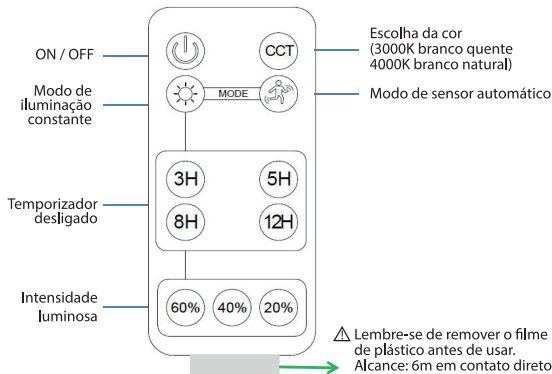 ON / OFF
CCT
Escolha da cor
(3000K branco quente
4000K branco natural)
Modo de
iluminação
constante
MODE
Modo de sensor automático
3H
5H
Temporizador
desligado
8H
12H
Intensidade
luminosa
60%
40%
20%
⚠ Lembre-se de remover o filme
de plástico antes de usar.
Alcance: 6m em contato direto